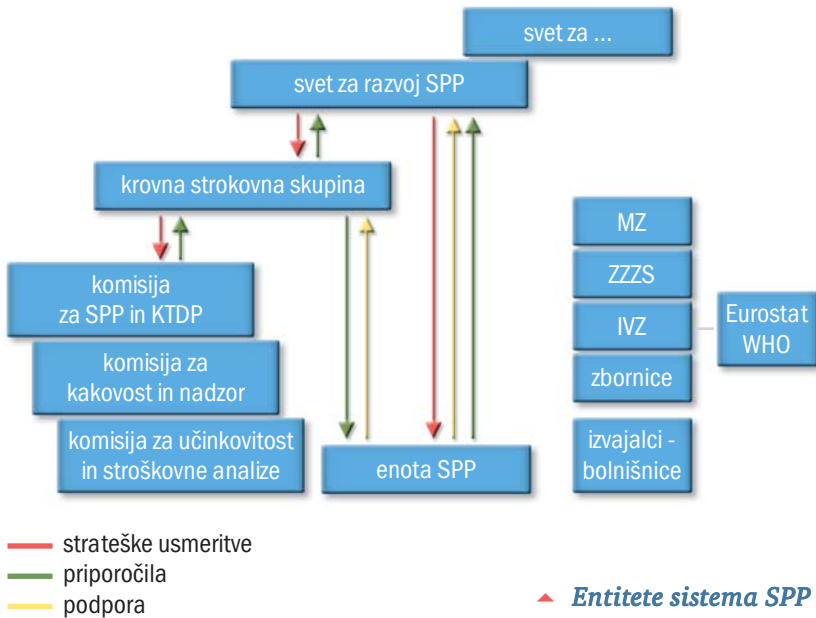 svet za ...
svet za razvoj SPP
krovna strokovna skupina
komisija
za SPP in KTDP
komisija za
kakovost in nadzor
komisija za učinkovitost
in stroškovne analize
enota SPP
MZ
ZZZS
IVZ
zbornice
izvajalci -
bolnišnice
Eurostat
WHO
strateške usmeritve
priporočila
podpora
Entitete sistema SPP